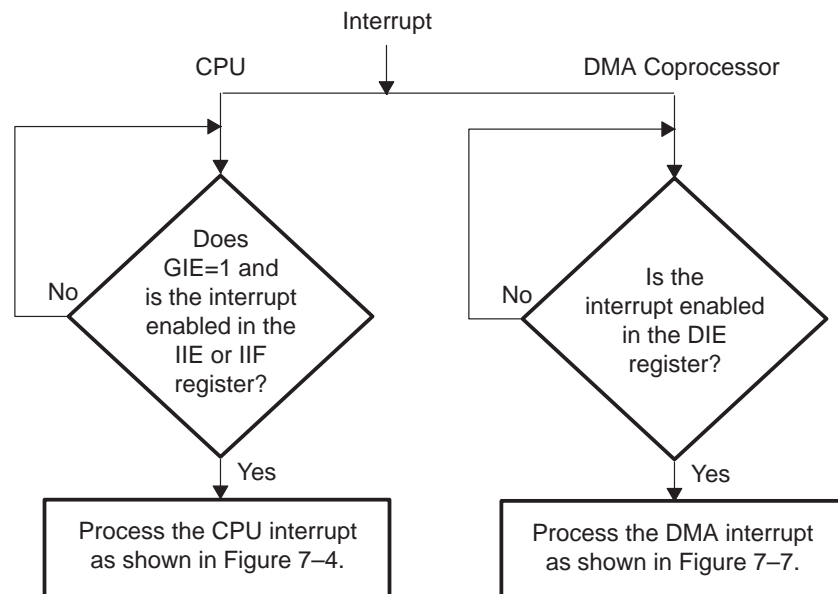 Interrupt
CPU
DMA Coprocessor
Does
GIE=1 and
is the interrupt
enabled in the
IIE or IIF
register?
No
Is the
interrupt enabled
in the DIE
register?
No
Yes
Yes
Process the CPU interrupt
as shown in Figure 7–4.
Process the DMA interrupt
as shown in Figure 7–7.